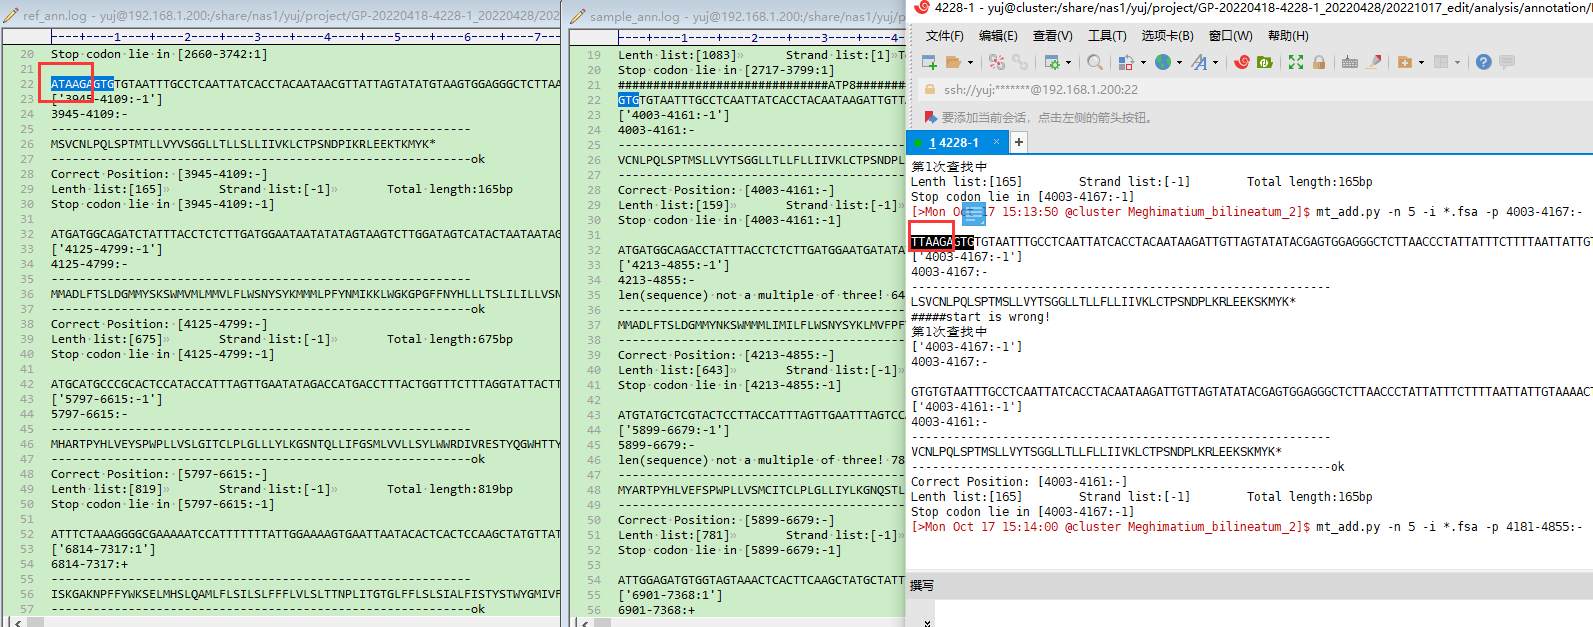 ref_ann.log - yuj@192.168.1.200:/share/nas1/yuj/project/GP-20220418-4228-1_20220428/202
20 Stop codon lie in [2660-3742:1]
21
22 ATAAGAGTGTGTAATTTGCCTCAATTATCACCTACAATAACGTTATTAGTATATGTAAGTGGAGGGCTCTTAA
23 ['3945-4109:-1']
24 3945-4109:-
25 ------------------------------------------------------------
26 MSVCNLPQLSPTMTLLVYVSGGLLTLLSLLIIVKLCTPSNDPIKRLEEKTKMYK*
27 ------------------------------------------------------------ok
28 Correct Position: [3945-4109:-]
29 Lenth list:[165]» Strand list:[-1]» Total length:165bp
30 Stop codon lie in [3945-4109:-1]
31
32 ATGATGGCAGATCTATTTACCTCTCTTGATGGAATAATATATAGTAAGTCTTGGATAGTCATACTAATAATAG
33 ['4125-4799:-1']
34 4125-4799:-
35 ------------------------------------------------------------
36 MMADLFTSLDGMMYSKSWMVMLMMVLFLWSNYSYKMMMLPFYNMIKKLWGKGPGFFNYHLLLTSLILILLVSN
37 ------------------------------------------------------------ok
38 Correct Position: [4125-4799:-]
39 Lenth list:[675]» Strand list:[-1]» Total length:675bp
40 Stop codon lie in [4125-4799:-1]
41
42 ATGCATGCCCGCACTCCATACCATTTAGTTGAATATAGACCATGACCTTTACTGGTTTCTTTAGGTATTACTT
43 ['5797-6615:-1']
44 5797-6615:-
45 ------------------------------------------------------------
46 MHARTPYHLVEYSPWPLLVSLGITCLPLGLLLYLKGSNTQLLIFGSMLVVLLSYLWWRDIVRESTYQGWHTTY
47 ------------------------------------------------------------ok
48 Correct Position: [5797-6615:-]
49 Lenth list:[819]» Strand list:[-1]» Total length:819bp
50 Stop codon lie in [5797-6615:-1]
51
52 ATTTCTAAAGGGGCGAAAAATCCATTTTTTTATTGGAAAAGTGAATTAATACACTCACTCCAAGCTATGTTAT
53 ['6814-7317:1']
54 6814-7317:+
55 ------------------------------------------------------------
56 ISKGAKNPFFYWKSELMHSLQAMLFLSILSLFFFLVLSLTTNPLITGTGLFFLSLSIALFISTYSTWYGMIVF
57 ------------------------------------------------------------ok
sample_ann.log - yuj@192.168.1.200:/share/nas1/yuj/p
19 Lenth list:[1083]» Strand list:[1]»To
20 Stop codon lie in [2717-3799:1]
21 ##############################ATP8#######
22 GTGTGTAATTTGCCTCAATTATCACCTACAATAAGATTGTTA
23 ['4003-4161:-1']
24 4003-4161:-
25 -----------------------------------------
26 VCNLPQLSPTMSLLVYTSGGLLTLLFLLIIVKLCTPSNDPL
27 -----------------------------------------
28 Correct Position: [4003-4161:-]
29 Lenth list:[159]» Strand list:[-1]»
30 Stop codon lie in [4003-4161:-1]
31
32 ATGATGGCAGACCTATTTACCTCTCTTGATGGAATGATATA
33 ['4213-4855:-1']
34 4213-4855:-
35 len(sequence) not a multiple of three! 64
36 -----------------------------------------
37 MMADLFTSLDGMMYNKSWMMMLIMILFLWSNYSYKLMVFPF
38 -----------------------------------------
39 Correct Position: [4213-4855:-]
40 Lenth list:[643]» Strand list:[-1]»
41 Stop codon lie in [4213-4855:-1]
42
43 ATGTATGCTCGTACTCCTTACCATTTAGTTGAATTTAGTCC
44 ['5899-6679:-1']
45 5899-6679:-
46 len(sequence) not a multiple of three! 78
47 -----------------------------------------
48 MYARTPYHLVEFSPWPLLVSMCITCLPLGLLIYLKGNQSTL
49 -----------------------------------------
50 Correct Position: [5899-6679:-]
51 Lenth list:[781]» Strand list:[-1]»
52 Stop codon lie in [5899-6679:-1]
53
54 ATTGGAGATGTGGTAGTAAACTCACTTCAAGCTATGCTATT
55 ['6901-7368:1']
56 6901-7368:+
4228-1 - yuj@cluster:/share/nas1/yuj/project/GP-20220418-4228-1_20220428/20221017_edit/analysis/annotation/
文件(F) 编辑(E) 查看(V) 工具(T) 选项卡(B) 窗口(W) 帮助(H)
ssh://yuj:*******@192.168.1.200:22
要添加当前会话，点击左侧的箭头按钮。
1 4228-1 × +
第1次查找中
Lenth list:[165] Strand list:[-1] Total length:165bp
Stop codon lie in [4003-4167:-1]
[>Mon Oct 17 15:13:50 @cluster Meghimatium_bilineatum_2]$ mt_add.py -n 5 -i *.fsa -p 4003-4167:-
TTAAGAGTGTGTAATTTGCCTCAATTATCACCTACAATAAGATTGTTAGTATATACGAGTGGAGGGCTCTTAACCCTATTATTTCTTTTAATTATTGT
['4003-4167:-1']
4003-4167:-
------------------------------------------------------------
LSVCNLPQLSPTMSLLVYTSGGLLTLLFLLIIVKLCTPSNDPLKRLEEKSKMYK*
#####start is wrong!
第1次查找中
['4003-4167:-1']
4003-4167:-
GTGTGTAATTTGCCTCAATTATCACCTACAATAAGATTGTTAGTATATACGAGTGGAGGGCTCTTAACCCTATTATTTCTTTTAATTATTGTAAAACT
['4003-4161:-1']
4003-4161:-
------------------------------------------------------------
VCNLPQLSPTMSLLVYTSGGLLTLLFLLIIVKLCTPSNDPLKRLEEKSKMYK*
------------------------------------------------------------ok
Correct Position: [4003-4161:-]
Lenth list:[165] Strand list:[-1] Total length:165bp
Stop codon lie in [4003-4167:-1]
[>Mon Oct 17 15:14:00 @cluster Meghimatium_bilineatum_2]$ mt_add.py -n 5 -i *.fsa -p 4181-4855:-
撰写